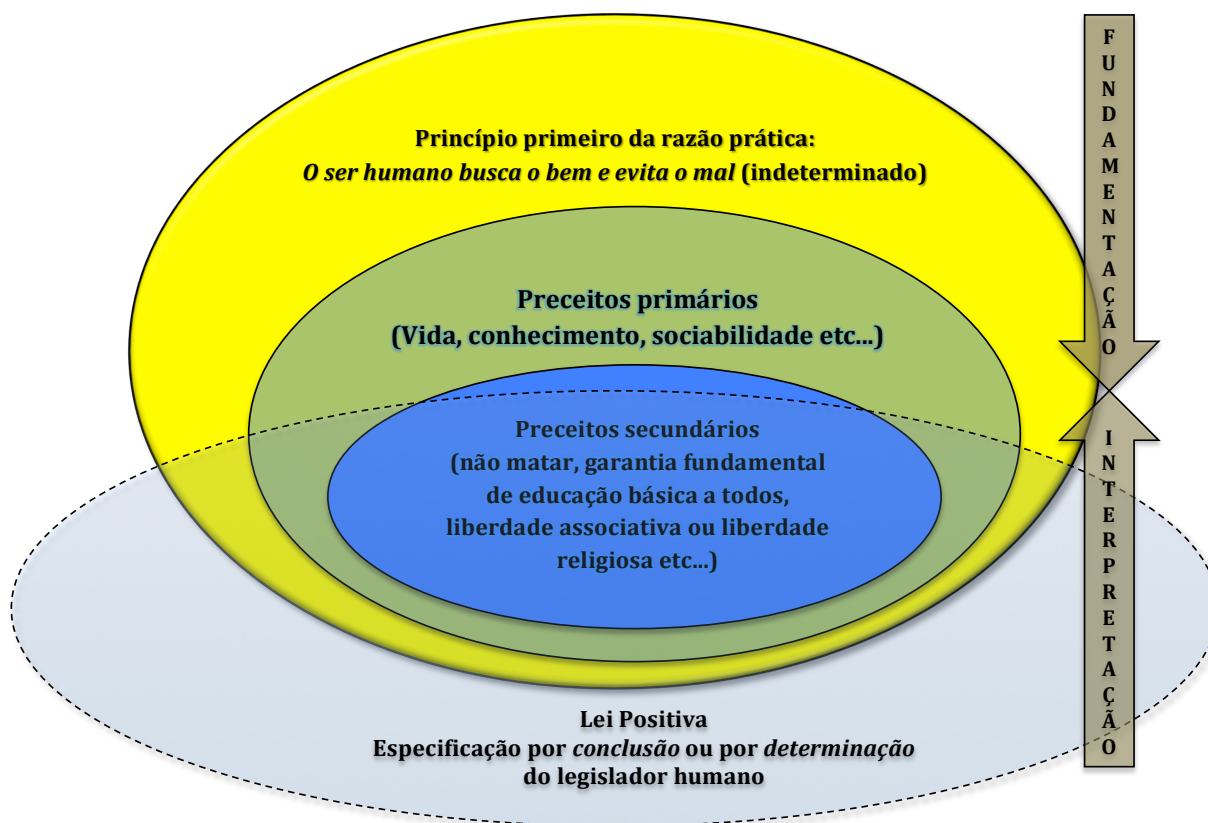 Princípio primeiro da razão prática:
O ser humano busca o bem e evita o mal (indeterminado)
Preceitos primários
(Vida, conhecimento, sociabilidade etc...)
Preceitos secundários
(não matar, garantia fundamental
de educação básica a todos,
liberdade associativa ou liberdade
religiosa etc...)
Lei Positiva
Especificação por conclusão ou por determinação
do legislador humano
FUNDAMENTAÇÃO
INTERPRETAÇÃO